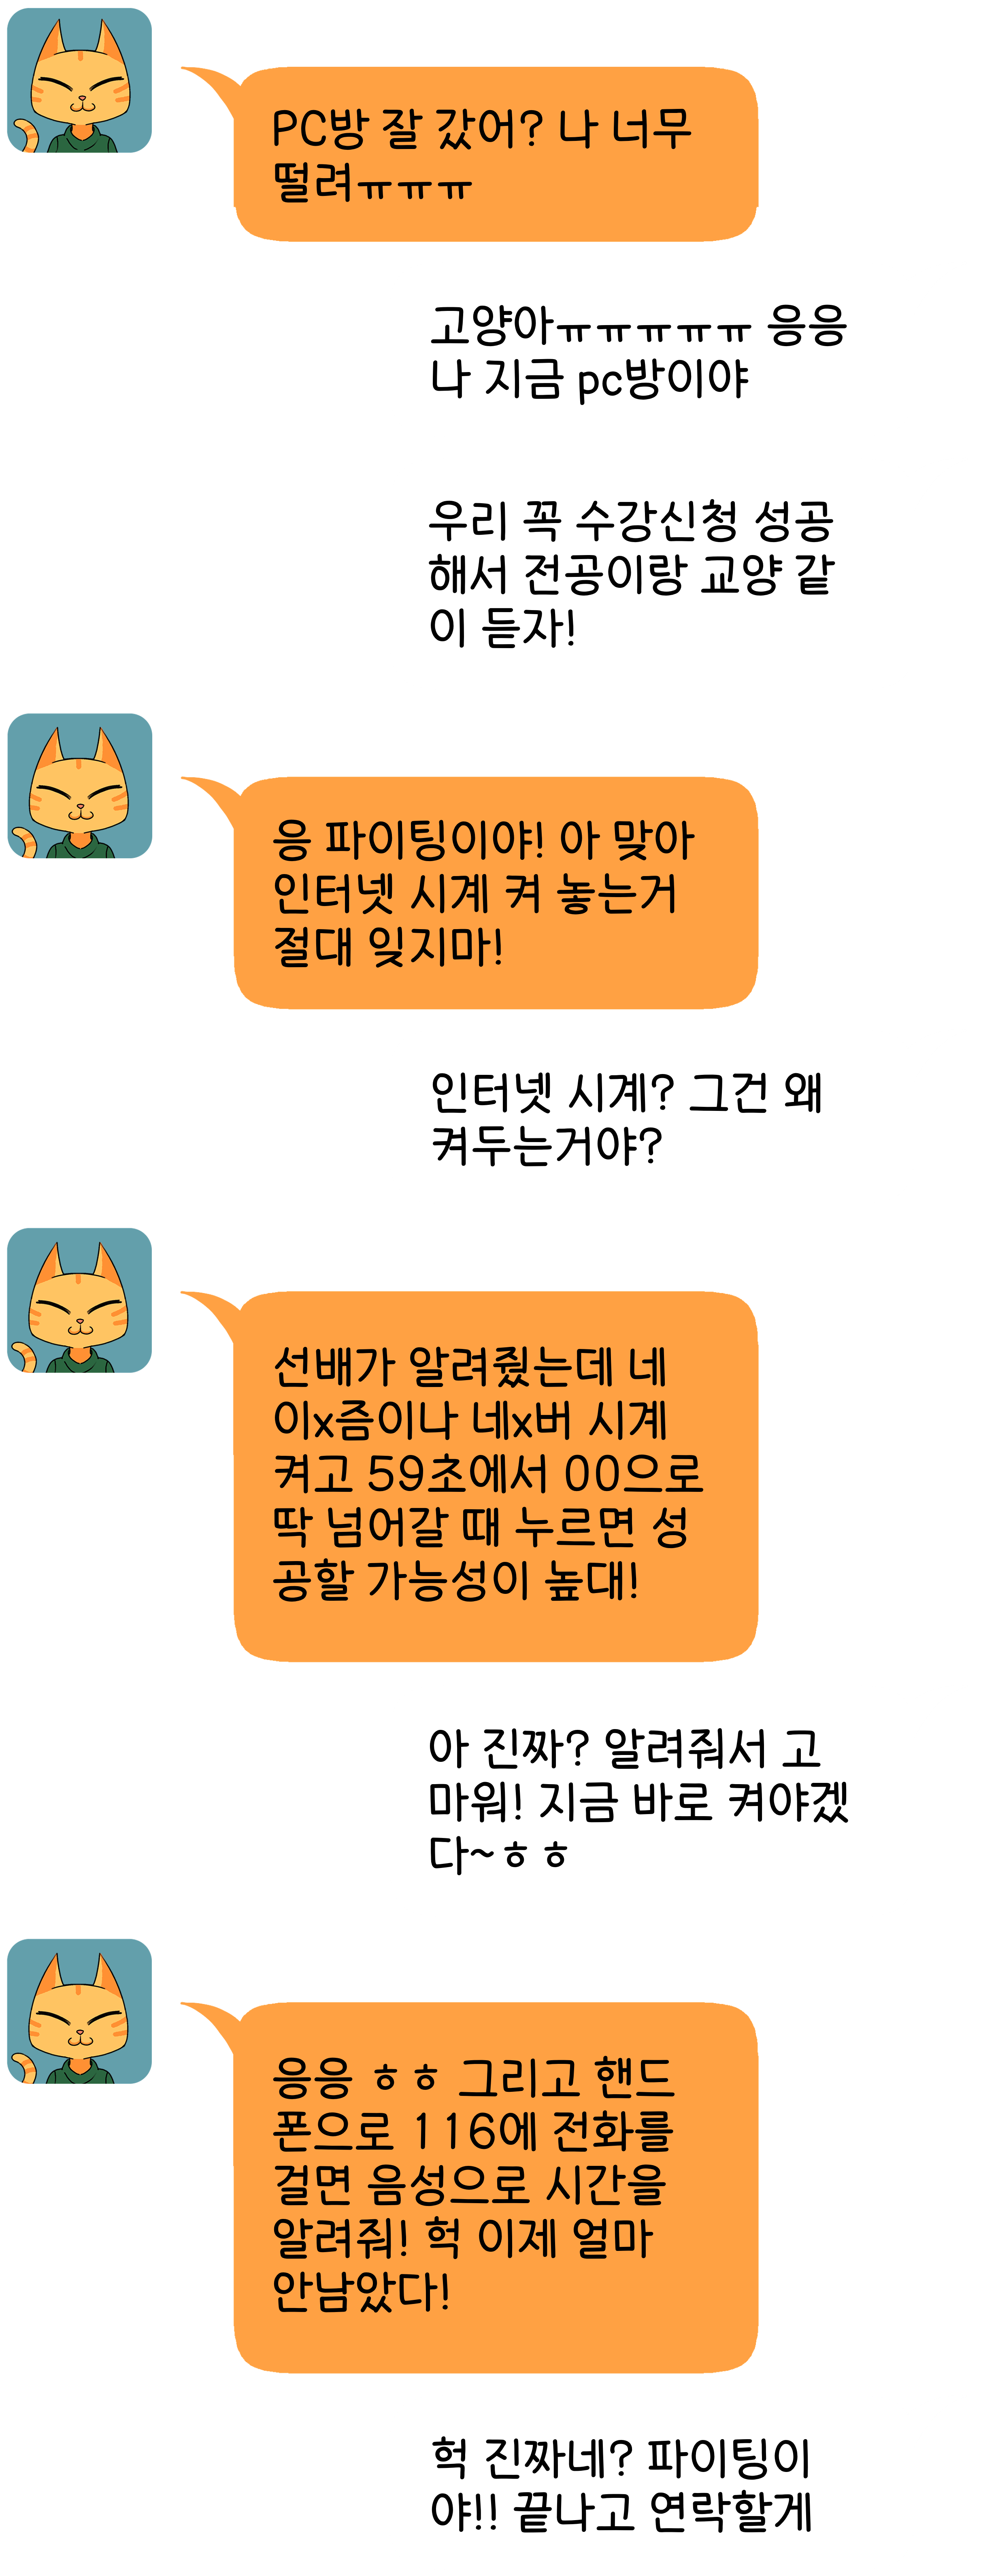 PC방 잘 갔어? 나 너무
떨려ㅠㅠㅠ
고양아ㅠㅠㅠㅠㅠ 응응
나 지금 pc방이야
우리 꼭 수강신청 성공
해서 전공이랑 교양 같
이 듣자!
응 파이팅이야! 아 맞아
인터넷 시계 켜 놓는거
절대 잊지마!
인터넷 시계? 그건 왜
켜두는거야?
선배가 알려줬는데 네
이x즘이나 네x버 시계
켜고 59초에서 00으로
딱 넘어갈 때 누르면 성
공할 가능성이 높대!
아 진짜? 알려줘서 고
마워! 지금 바로 켜야겠
다~ㅎㅎ
응응 ㅎㅎ 그리고 핸드
폰으로 116에 전화를
걸면 음성으로 시간을
알려줘! 헉 이제 얼마
안남았다!
헉 진짜네? 파이팅이
야!! 끝나고 연락할게